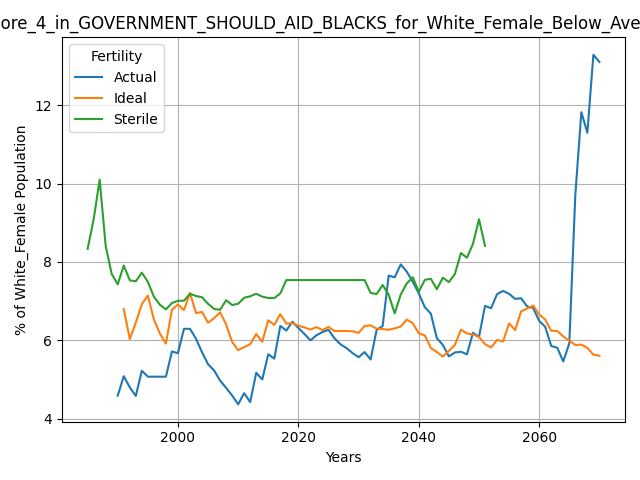 ore_4_in_GOVERNMENT_SHOULD_AID_BLACKS_for_White_Female_Below_Ave
Fertility
Actual
Ideal
Sterile
% of White_Female Population
12
10
8
6
4
2000
2020
2040
2060
Years